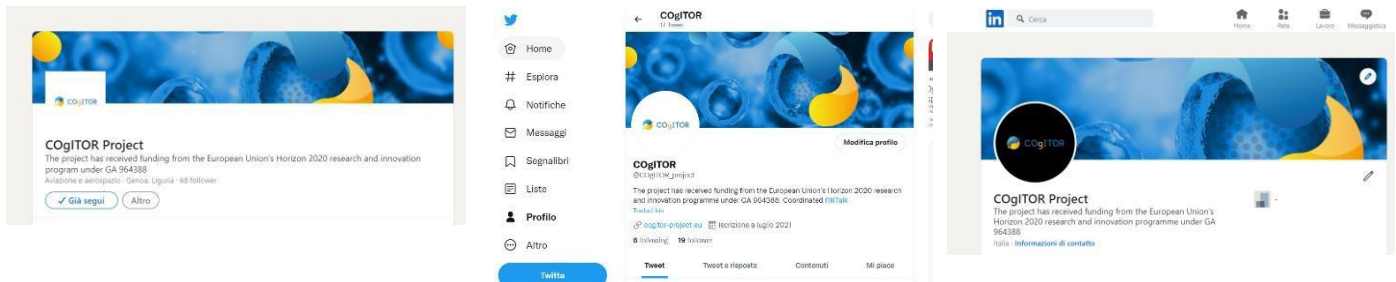 COgITOR
COgITOR Project
The project has received funding from the European Union's Horizon 2020 research and innovation
program under GA 964388
Aviazione e aerospazio · Genoa, Liguria · 68 follower
Già segui
Altro
Home
Esplora
Notifiche
Messaggi
Segnalibri
Liste
Profilo
Altro
Twitta
COgITOR
17 Tweet
COgITOR
Modifica profilo
COgITOR
@COgITOR_project
The project has received funding from the European Union's Horizon 2020 research
and innovation programme under GA 964388. Coordinated
Traduci bio
cogitor-project.eu Iscrizione a luglio 2021
6 following 19 follower
Tweet Tweet e risposte Contenuti Mi piace
in Cerca
Home Rete Lavoro Messaggistica
COgITOR
COgITOR Project
The project has received funding from the European Union's
Horizon 2020 research and innovation programme under GA
964388
Italia · Informazioni di contatto